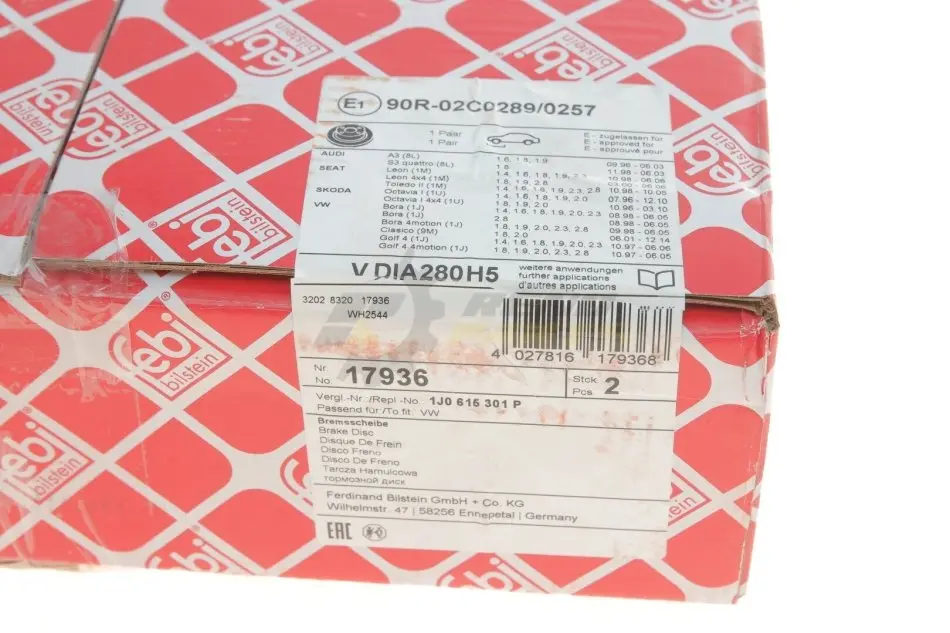 febi
bilstein
E1 90R-02C0289/0257
1 Paar
1 Pair
E - zugelassen für
E - approved for
E - approuvé pour
AUDI A3 (8L) 1.6, 1.8, 1.9 09.96 - 06.03
S3 quattro (8L) 1.8 11.98 - 06.03
SEAT Leon (1M) 1.4, 1.6, 1.8, 1.9, 2.3 10.98 - 06.06
Leon 4x4 (1M) 1.8, 1.9, 2.8
Toledo II (1M) 1.4, 1.6, 1.8, 1.9, 2.3, 2.8 10.98 - 10.05
SKODA Octavia I (1U) 1.4, 1.6, 1.8, 1.9, 2.0 07.96 - 12.10
Octavia I 4x4 (1U) 1.8, 1.9, 2.0 10.98 - 03.10
VW Bora (1J) 1.4, 1.6, 1.8, 1.9, 2.0, 2.3 08.98 - 06.05
Bora (1J) 2.8 08.98 - 06.05
Bora 4motion (1J) 1.8, 1.9, 2.0, 2.3, 2.8 08.98 - 06.05
Clasico (9M) 1.8, 2.0 06.01 - 12.14
Golf 4 (1J) 1.4, 1.6, 1.8, 1.9, 2.0, 2.3 10.97 - 06.06
Golf 4 4motion (1J) 1.8, 1.9, 2.0, 2.3, 2.8 10.97 - 06.05
V DIA280H5
weitere anwendungen
further applications
d'autres applications
3202 8320 17936
WH2544
4 027816 179368
Nr.
No. 17936
Stck
Pcs. 2
Vergl.-Nr. /Repl -No. 1J0 615 301 P
Passend für /To fit: VW
Bremsscheibe
Brake Disc
Disque De Frein
Disco Freno
Disco De Freno
Tarcza Hamulcowa
тормозной диск
Ferdinand Bilstein GmbH + Co. KG
Wilhelmstr. 47 | 58256 Ennepetal | Germany
EAC